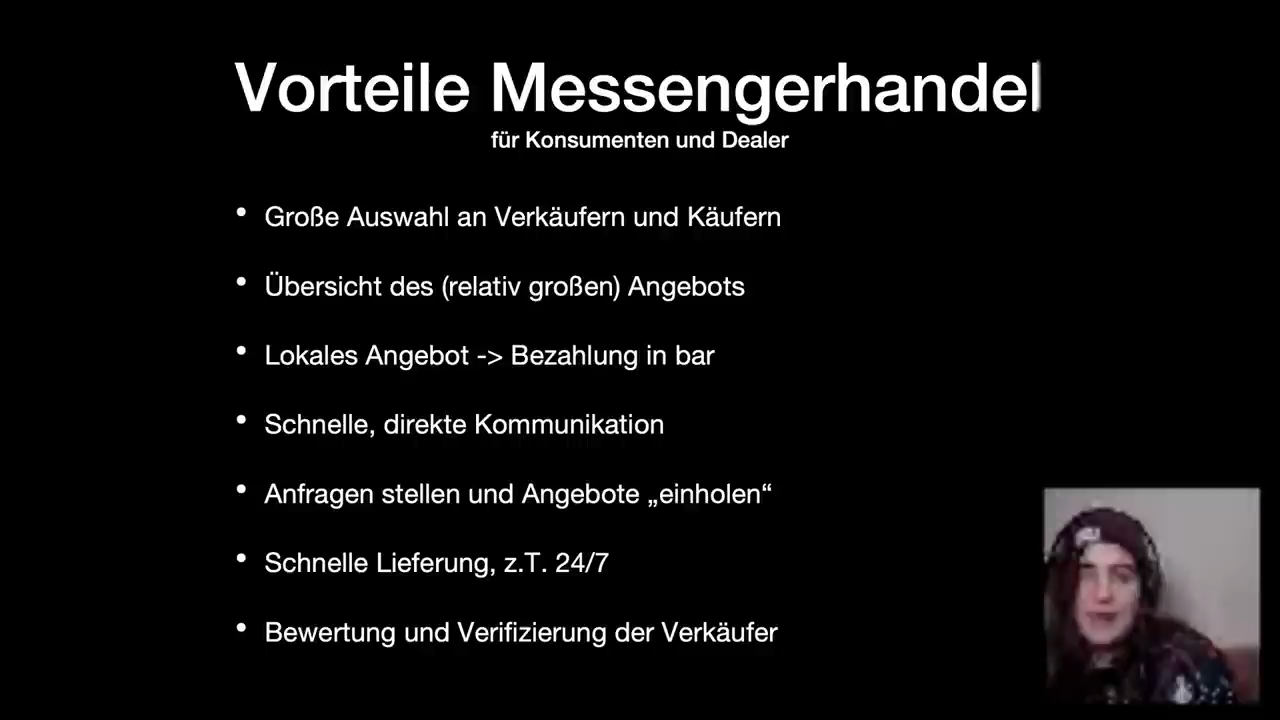 Vorteile Messengerhandel
für Konsumenten und Dealer
• Große Auswahl an Verkäufern und Käufern
• Übersicht des (relativ großen) Angebots
• Lokales Angebot -> Bezahlung in bar
• Schnelle, direkte Kommunikation
• Anfragen stellen und Angebote „einholen“
• Schnelle Lieferung, z.T. 24/7
• Bewertung und Verifizierung der Verkäufer